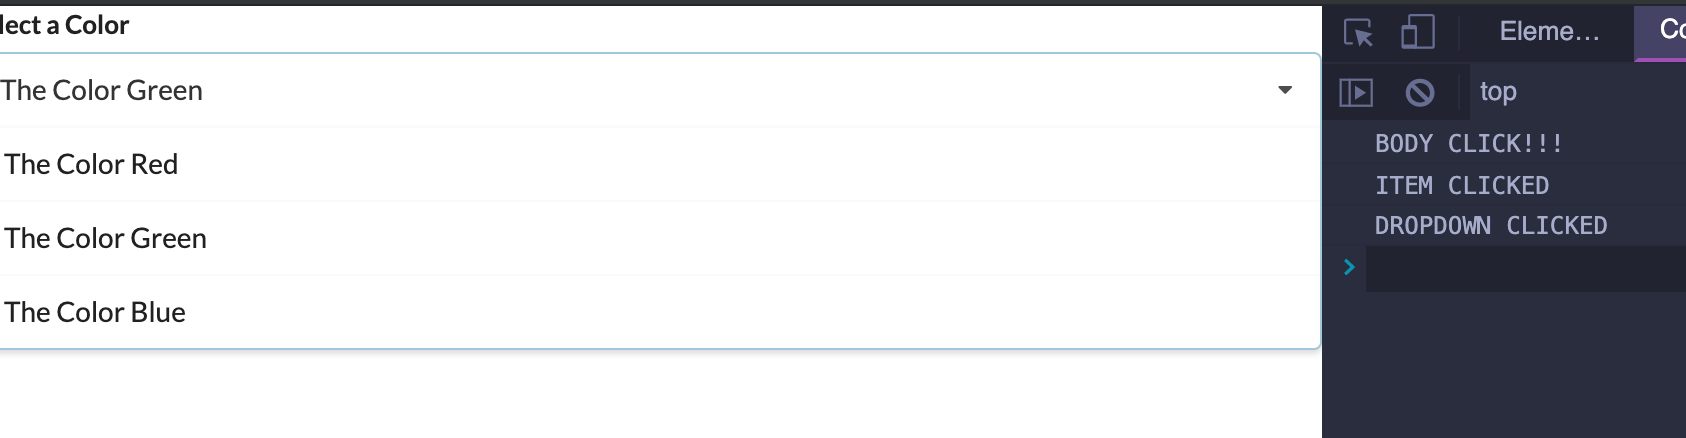 lect a Color
The Color Green
The Color Red
The Color Green
The Color Blue
Eleme…
Co
top
BODY CLICK!!!
ITEM CLICKED
DROPDOWN CLICKED